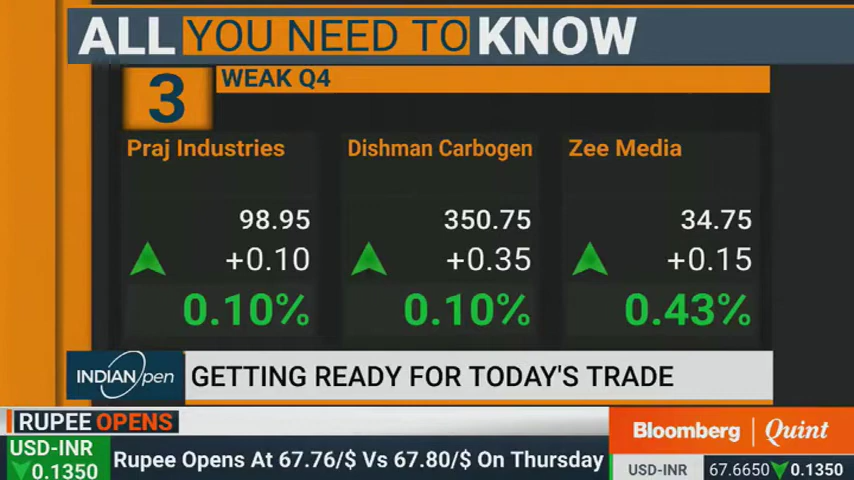 ALL YOU NEED TO KNOW
3
WEAK Q4
Praj Industries
98.95
+0.10
0.10%
Dishman Carbogen
350.75
+0.35
0.10%
Zee Media
34.75
+0.15
0.43%
INDIAN Open
GETTING READY FOR TODAY'S TRADE
RUPEE OPENS
USD-INR
0.1350
Rupee Opens At 67.76/$ Vs 67.80/$ On Thursday
Bloomberg | Quint
USD-INR 67.6650 0.1350